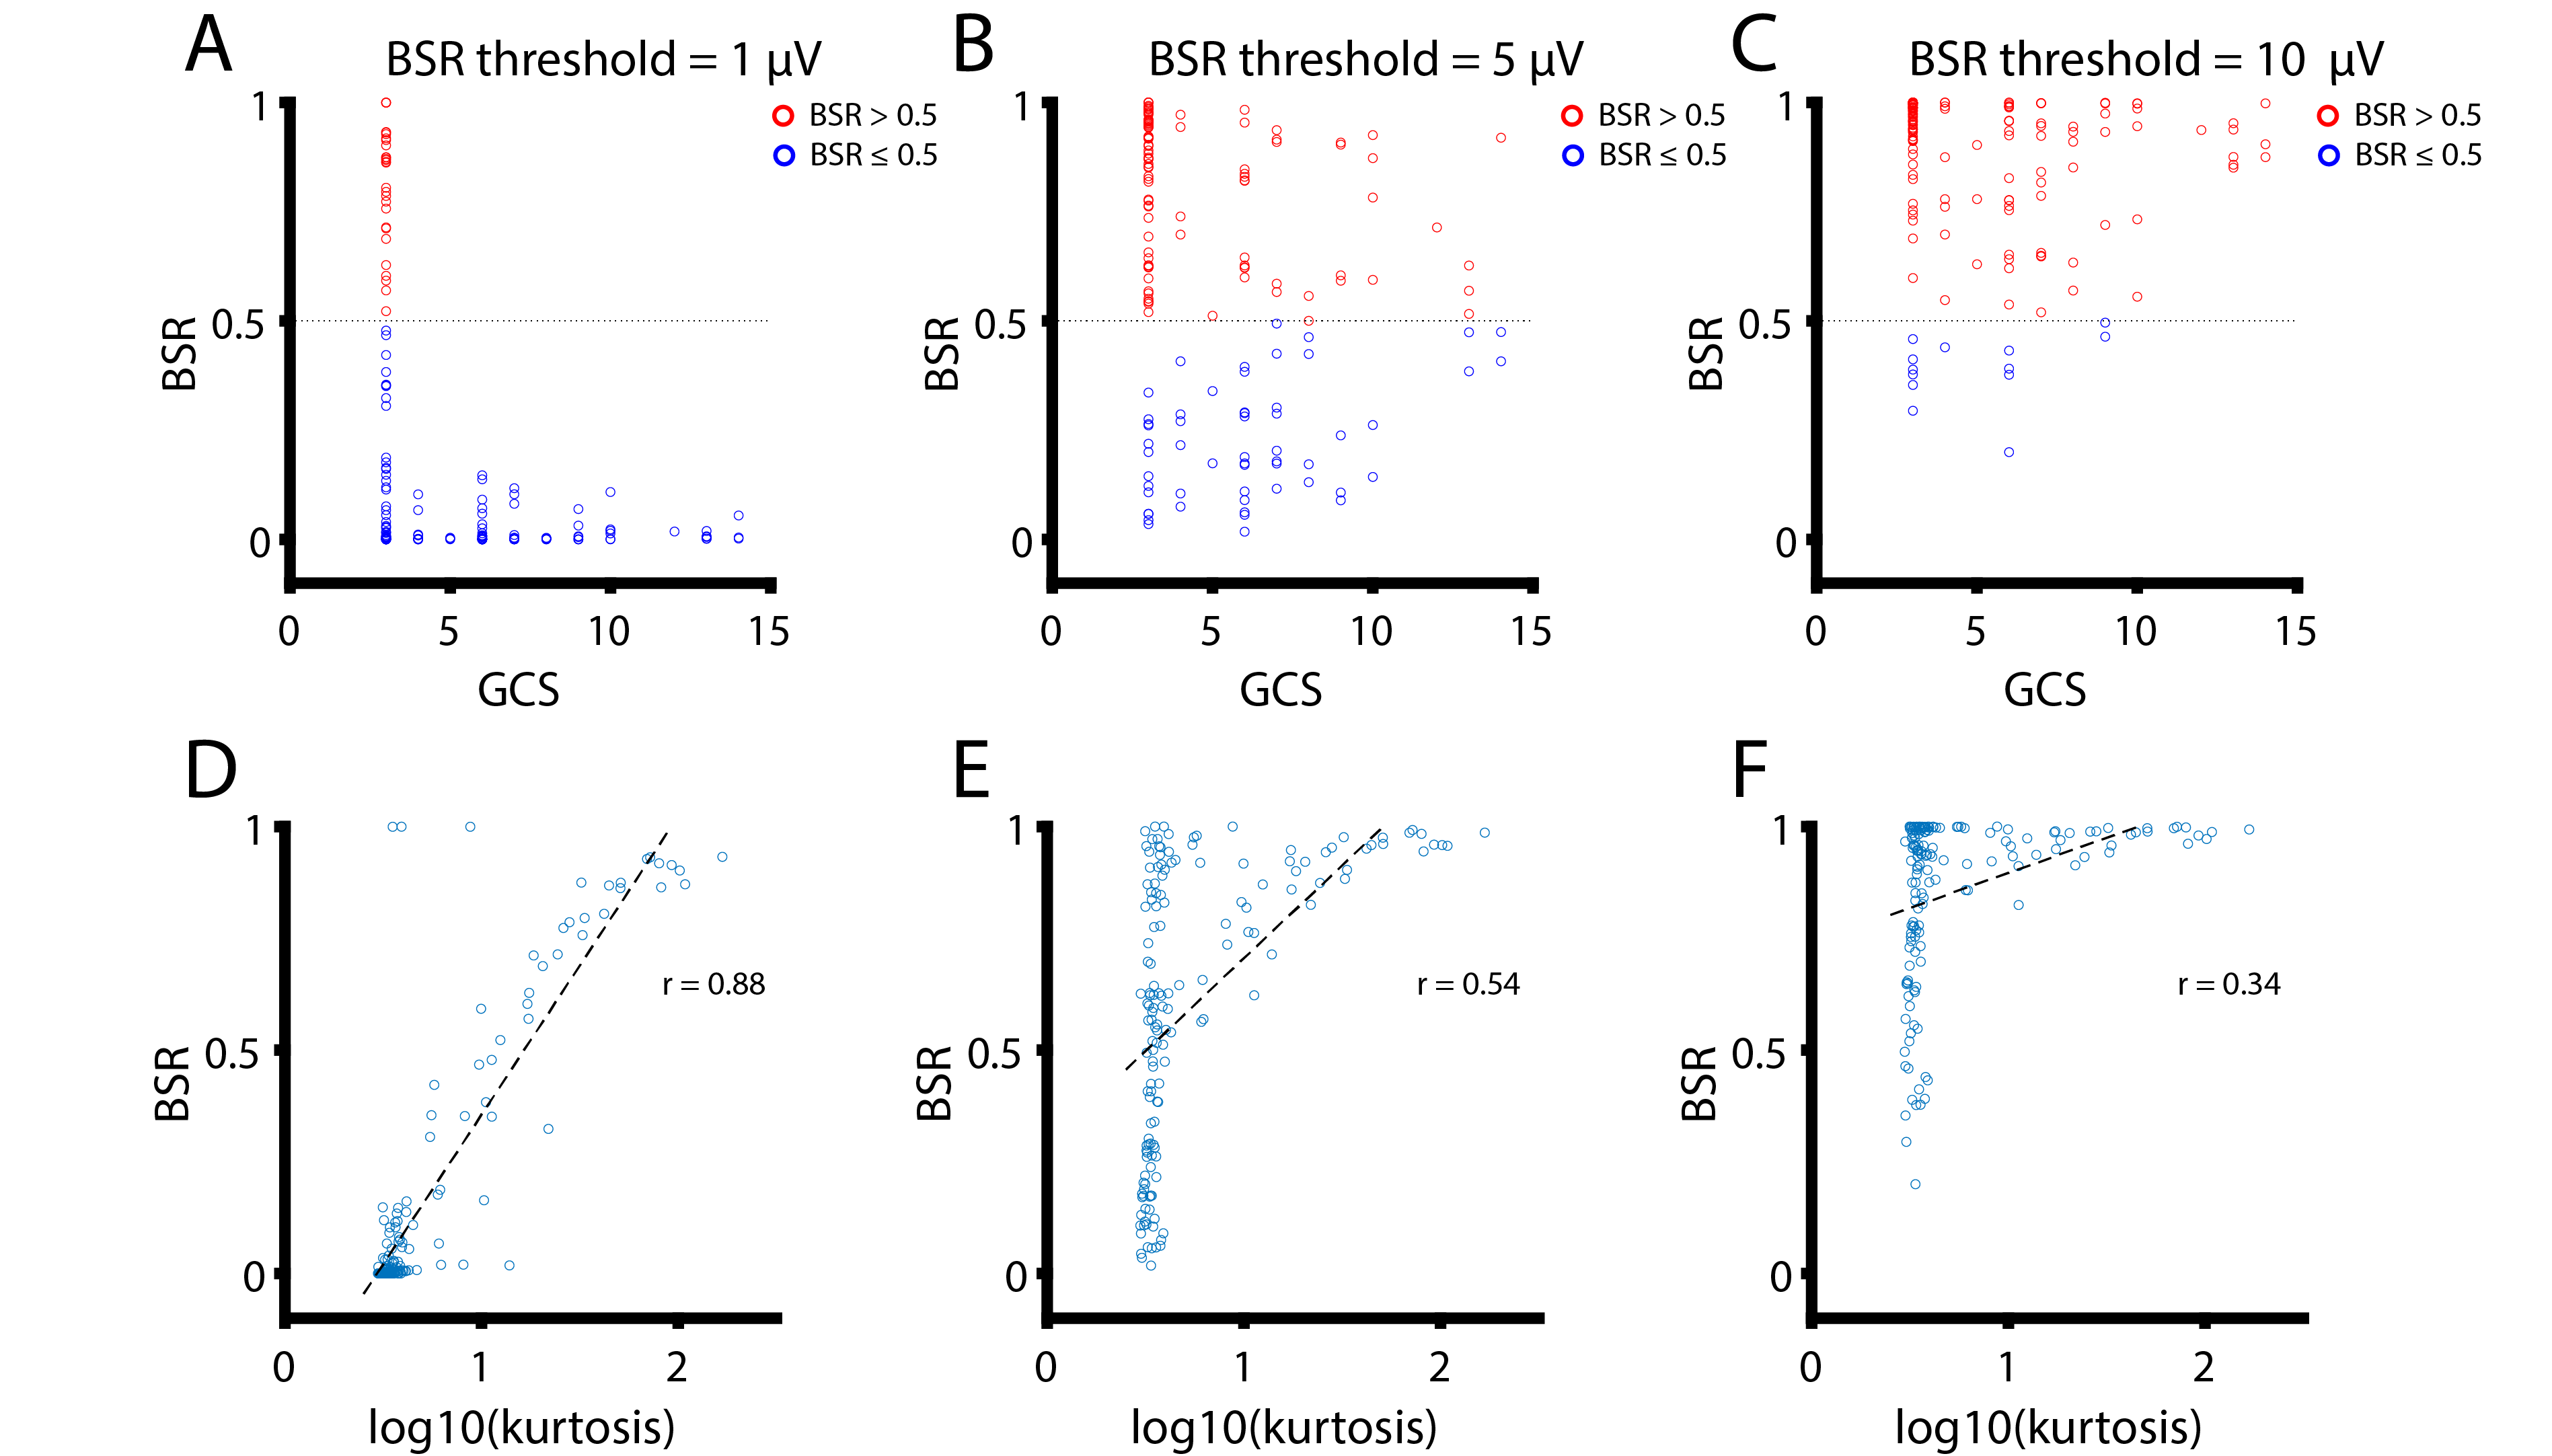 A
BSR threshold = 1 μV
BSR > 0.5
BSR ≤ 0.5
1
0.5
0
BSR
0
5
10
15
GCS
B
BSR threshold = 5 μV
BSR > 0.5
BSR ≤ 0.5
1
0.5
0
BSR
0
5
10
15
GCS
C
BSR threshold = 10 μV
BSR > 0.5
BSR ≤ 0.5
1
0.5
0
BSR
0
5
10
15
GCS
D
1
0.5
0
BSR
r = 0.88
0
1
2
log10(kurtosis)
E
1
0.5
0
BSR
r = 0.54
0
1
2
log10(kurtosis)
F
1
0.5
0
BSR
r = 0.34
0
1
2
log10(kurtosis)